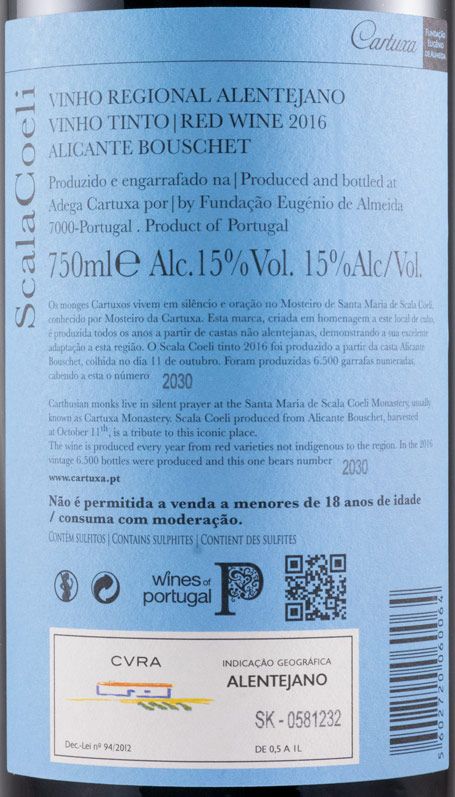 Cartuxa
FUNDAÇÃO
EUGÉNIO
DE ALMEIDA
ScalaCoeli
VINHO REGIONAL ALENTEJANO
VINHO TINTO | RED WINE 2016
ALICANTE BOUSCHET
Produzido e engarrafado na | Produced and bottled at
Adega Cartuxa por | by Fundação Eugénio de Almeida
7000-Portugal . Product of Portugal
750ml℮ Alc.15%Vol. 15%Alc/Vol.
Os monges Cartuxos vivem em silêncio e oração no Mosteiro de Santa Maria de Scala Coeli,
conhecido por Mosteiro da Cartuxa. Esta marca, criada em homenagem a este local de culto,
é produzida todos os anos a partir de castas não alentejanas, demonstrando a sua excelente
adaptação a esta região. O Scala Coeli tinto 2016 foi produzido a partir da casta Alicante
Bouschet, colhida no dia 11 de outubro. Foram produzidas 6.500 garrafas numeradas,
cabendo a esta o número 2030
Carthusian monks live in silent prayer at the Santa Maria de Scala Coeli Monastery, usually
known as Cartuxa Monastery. Scala Coeli produced from Alicante Bouschet, harvested
at October 11th, is a tribute to this iconic place.
The wine is produced every year from red varieties not indigenous to the region. In the 2016
vintage 6.500 bottles were produced and this one bears number 2030
www.cartuxa.pt
Não é permitida a venda a menores de 18 anos de idade
/ consuma com moderação.
CONTÉM SULFITOS | CONTAINS SULPHITES | CONTIENT DES SULFITES
wines of
portugal
P
CVRA
INDICAÇÃO GEOGRÁFICA
ALENTEJANO
SK - 0581232
Dec.-Lei nº 94/2012
DE 0,5 A 1L
5602720060064